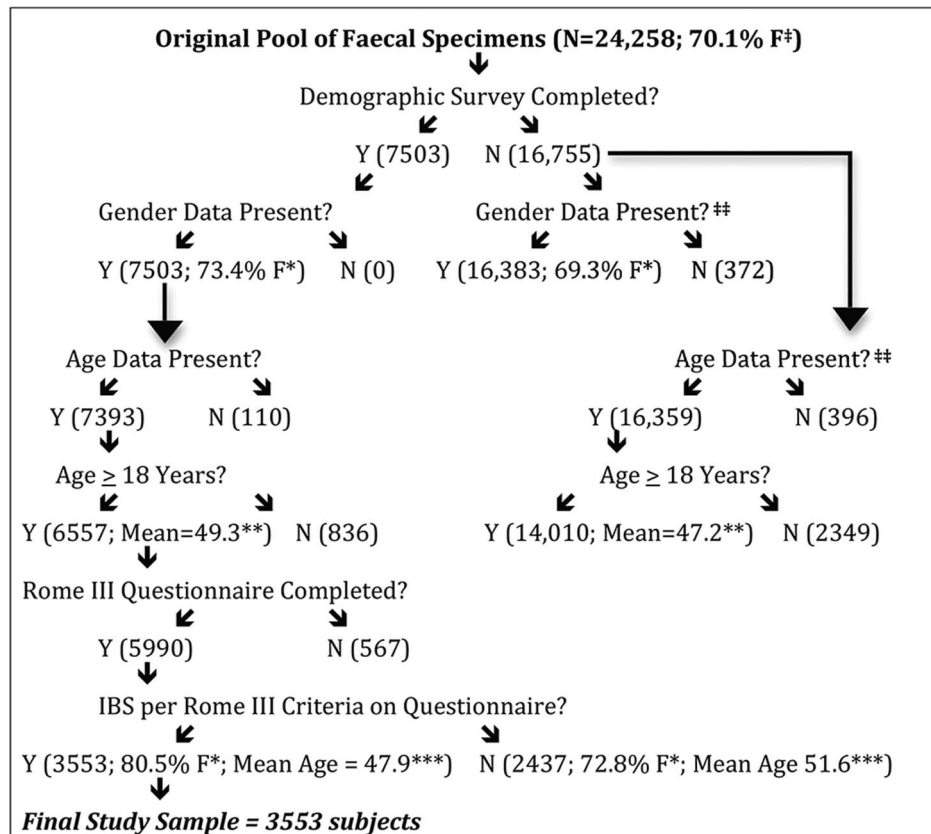 Original Pool of Faecal Specimens (N=24,258; 70.1% F‡)
Demographic Survey Completed?
Y (7503) N (16,755)
Gender Data Present? Gender Data Present? ‡‡
Y (7503; 73.4% F*) N (0) Y (16,383; 69.3% F*) N (372)
Age Data Present? Age Data Present? ‡‡
Y (7393) N (110) Y (16,359) N (396)
Age ≥ 18 Years? Age ≥ 18 Years?
Y (6557; Mean=49.3**) N (836) Y (14,010; Mean=47.2**) N (2349)
Rome III Questionnaire Completed?
Y (5990) N (567)
IBS per Rome III Criteria on Questionnaire?
Y (3553; 80.5% F*; Mean Age = 47.9***) N (2437; 72.8% F*; Mean Age 51.6***)
Final Study Sample = 3553 subjects